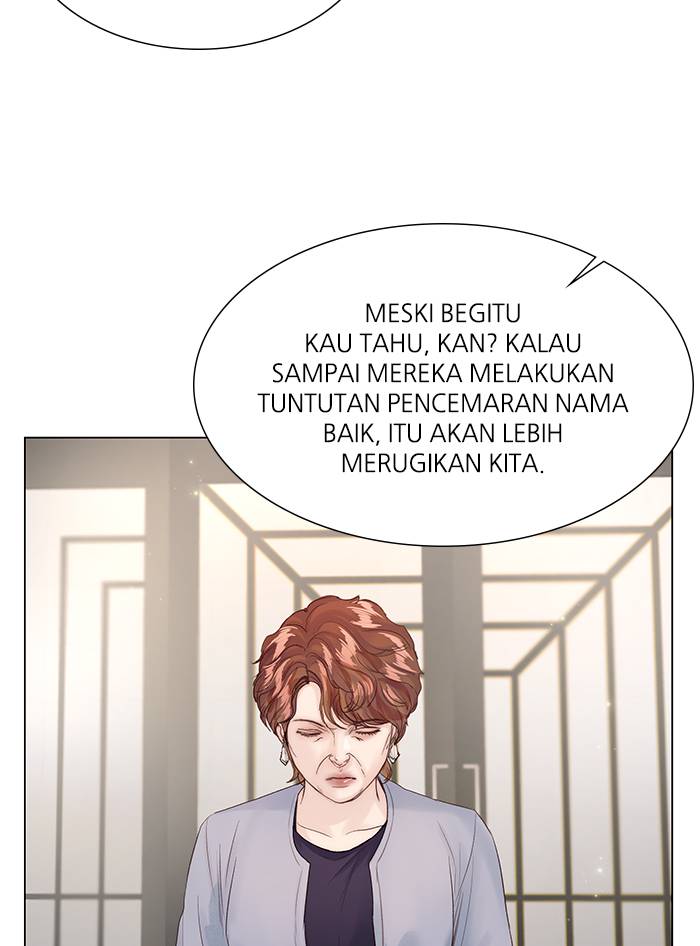 MESKI BEGITU
KAU TAHU, KAN? KALAU
SAMPAI MEREKA MELAKUKAN
TUNTUTAN PENCEMARAN NAMA
BAIK, ITU AKAN LEBIH
MERUGIKAN KITA.